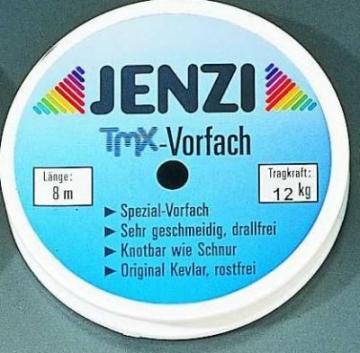 JENZI
TMX-Vorfach
Länge:
8 m
Tragkraft:
12 kg
► Spezial-Vorfach
► Sehr geschmeidig, drallfrei
► Knotbar wie Schnur
► Original Kevlar, rostfrei